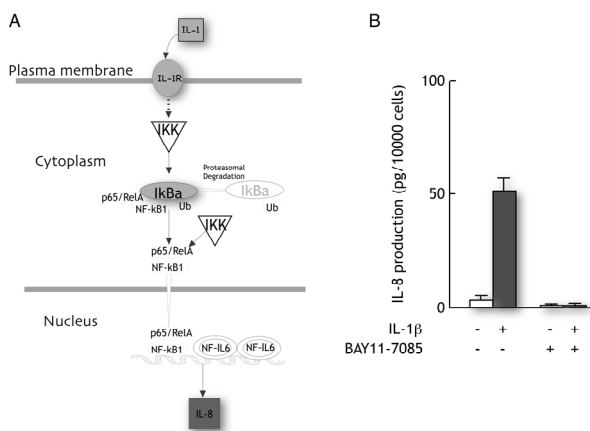 A
IL-1
Plasma membrane
IL-1R
IKK
Cytoplasm
Proteasomal
Degradation
IkBa
IkBa
p65/RelA
NF-kB1
Ub
Ub
IKK
p65/RelA
NF-kB1
Nucleus
p65/RelA
NF-kB1
NF-IL6
NF-IL6
IL-8
B
IL-8 production (pg/10000 cells)
100
50
0
IL-1β - + - +
BAY11-7085 - - + +